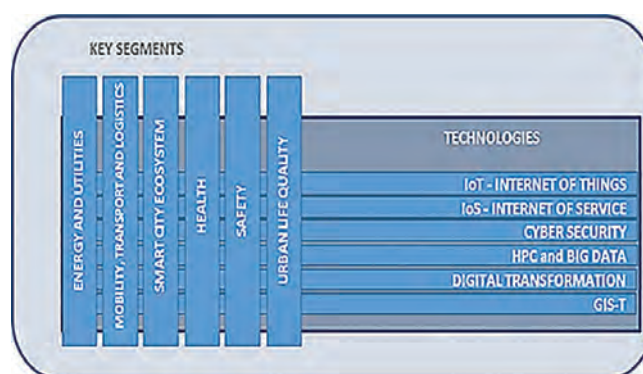 KEY SEGMENTS
ENERGY AND UTILITIES
MOBILITY, TRANSPORT AND LOGISTICS
SMART CITY ECOSYSTEM
HEALTH
SAFETY
URBAN LIFE QUALITY
TECHNOLOGIES
IoT - INTERNET OF THINGS
IoS - INTERNET OF SERVICE
CYBER SECURITY
HPC and BIG DATA
DIGITAL TRANSFORMATION
GIS-T